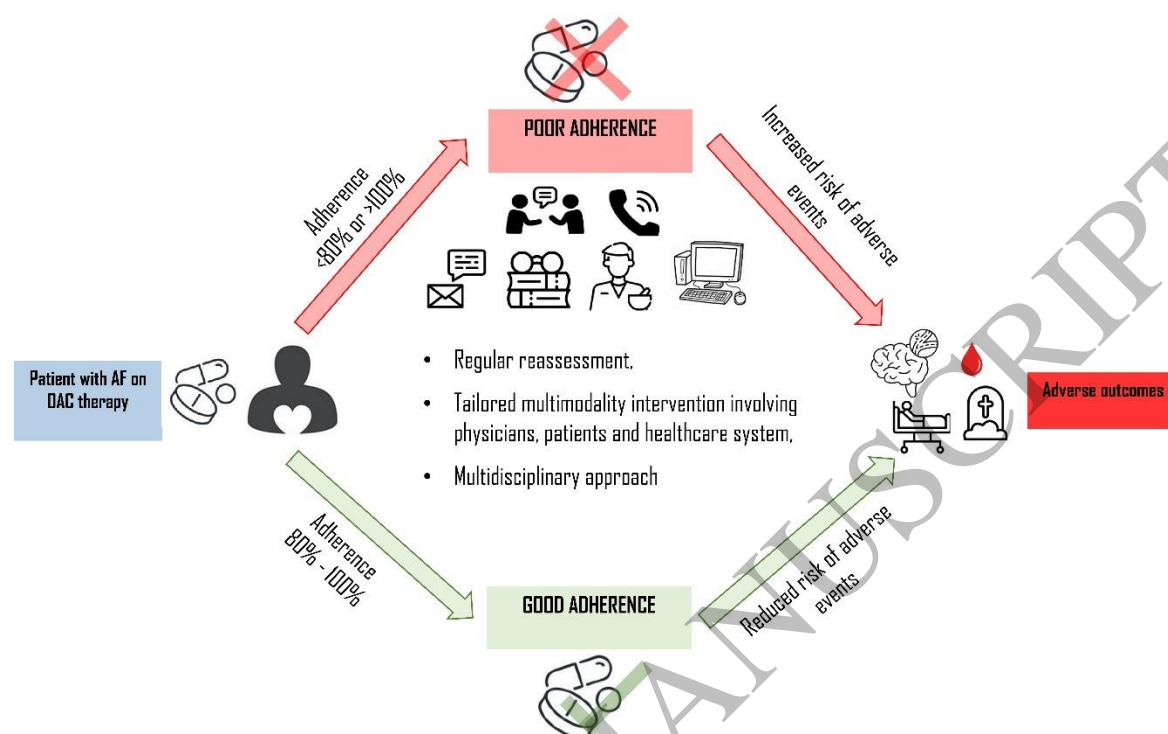 POOR ADHERENCE
Adherence
<80% or >100%
Increased risk of adverse
events
Patient with AF on
OAC therapy
• Regular reassessment,
• Tailored multimodality intervention involving
physicians, patients and healthcare system,
• Multidisciplinary approach
Adverse outcomes
Adherence
80% - 100%
GOOD ADHERENCE
Reduced risk of adverse
events
ANUSCRIPT